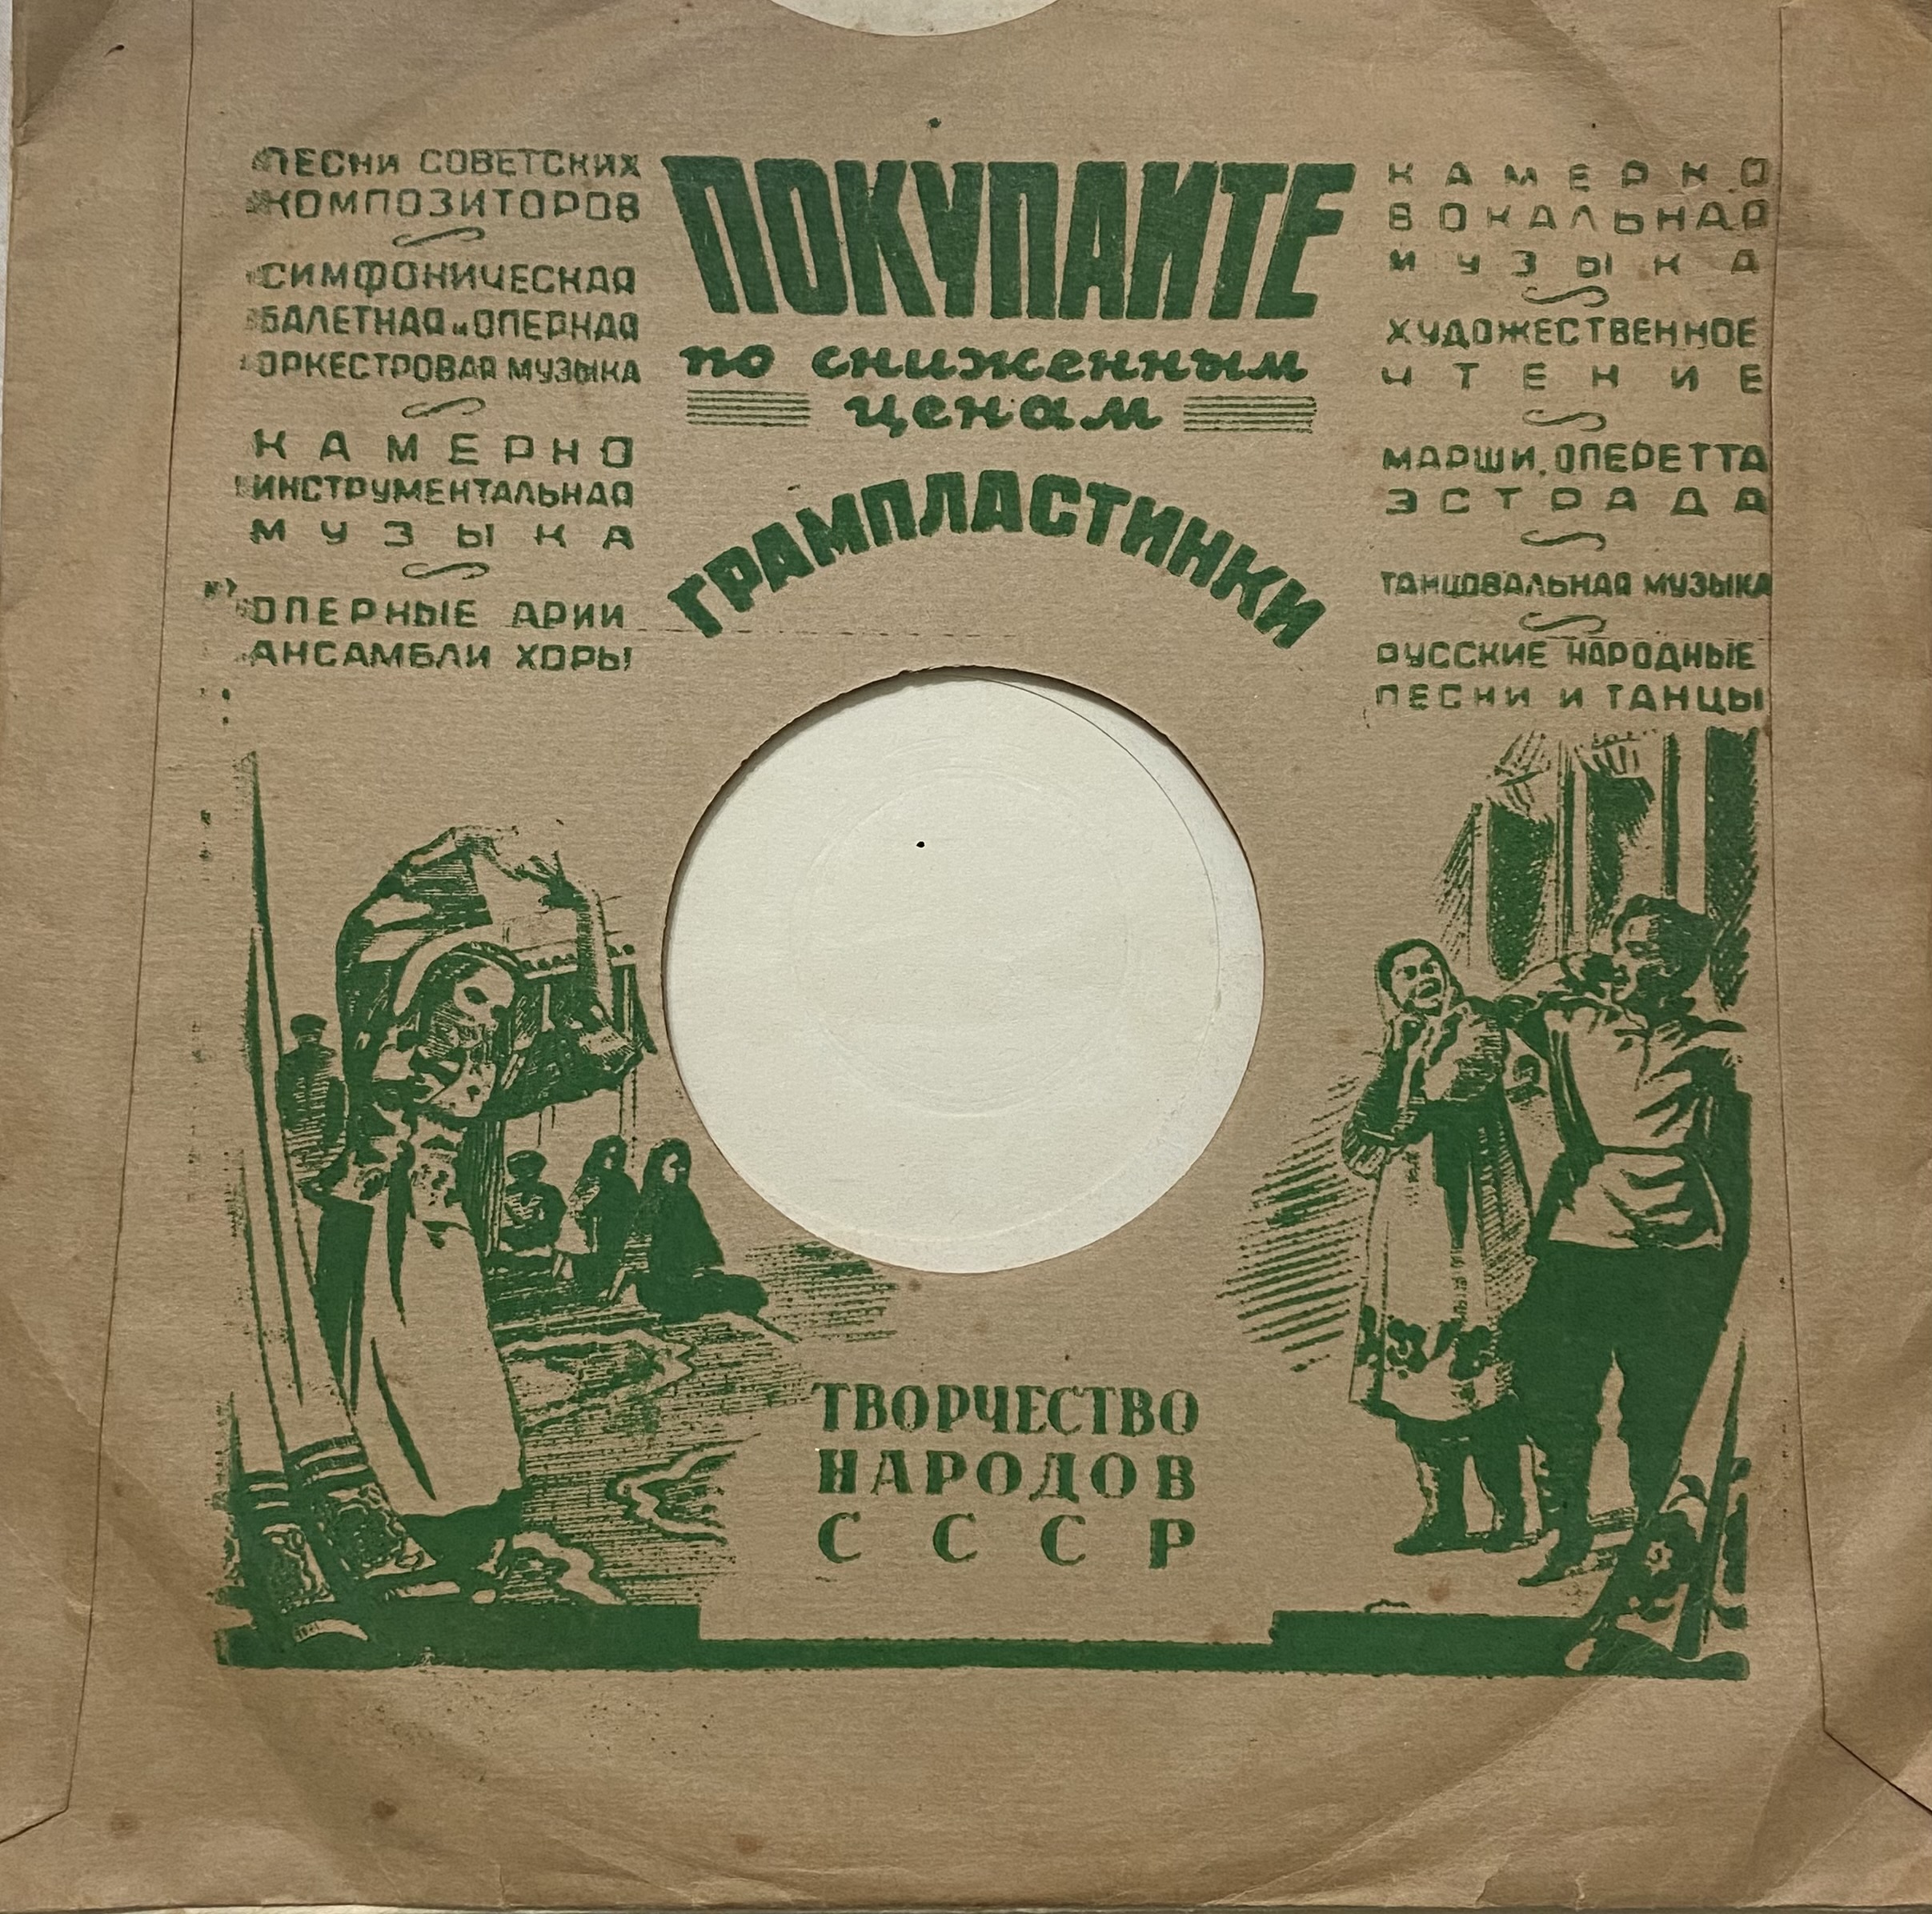 ПЕСНИ СОВЕТСКИХ
КОМПОЗИТОРОВ
СИМФОНИЧЕСКАЯ
БАЛЕТНАЯ и ОПЕРНАЯ
ОРКЕСТРОВАЯ МУЗЫКА
КАМЕРНО
ИНСТРУМЕНТАЛЬНАЯ
МУЗЫКА
ОПЕРНЫЕ АРИИ
АНСАМБЛИ ХОРЫ
ПОКУПАИТЕ
по сниженным
ценам
ГРАМПЛАСТИНКИ
КАМЕРНО
ВОКАЛЬНАЯ
МУЗЫКА
ХУДОЖЕСТВЕННОЕ
ЧТЕНИЕ
МАРШИ, ОПЕРЕТТА
ЭСТРАДА
ТАНЦОВАЛЬНАЯ МУЗЫКА
РУССКИЕ НАРОДНЫЕ
ПЕСНИ И ТАНЦЫ
ТВОРЧЕСТВО
НАРОДОВ
СССР